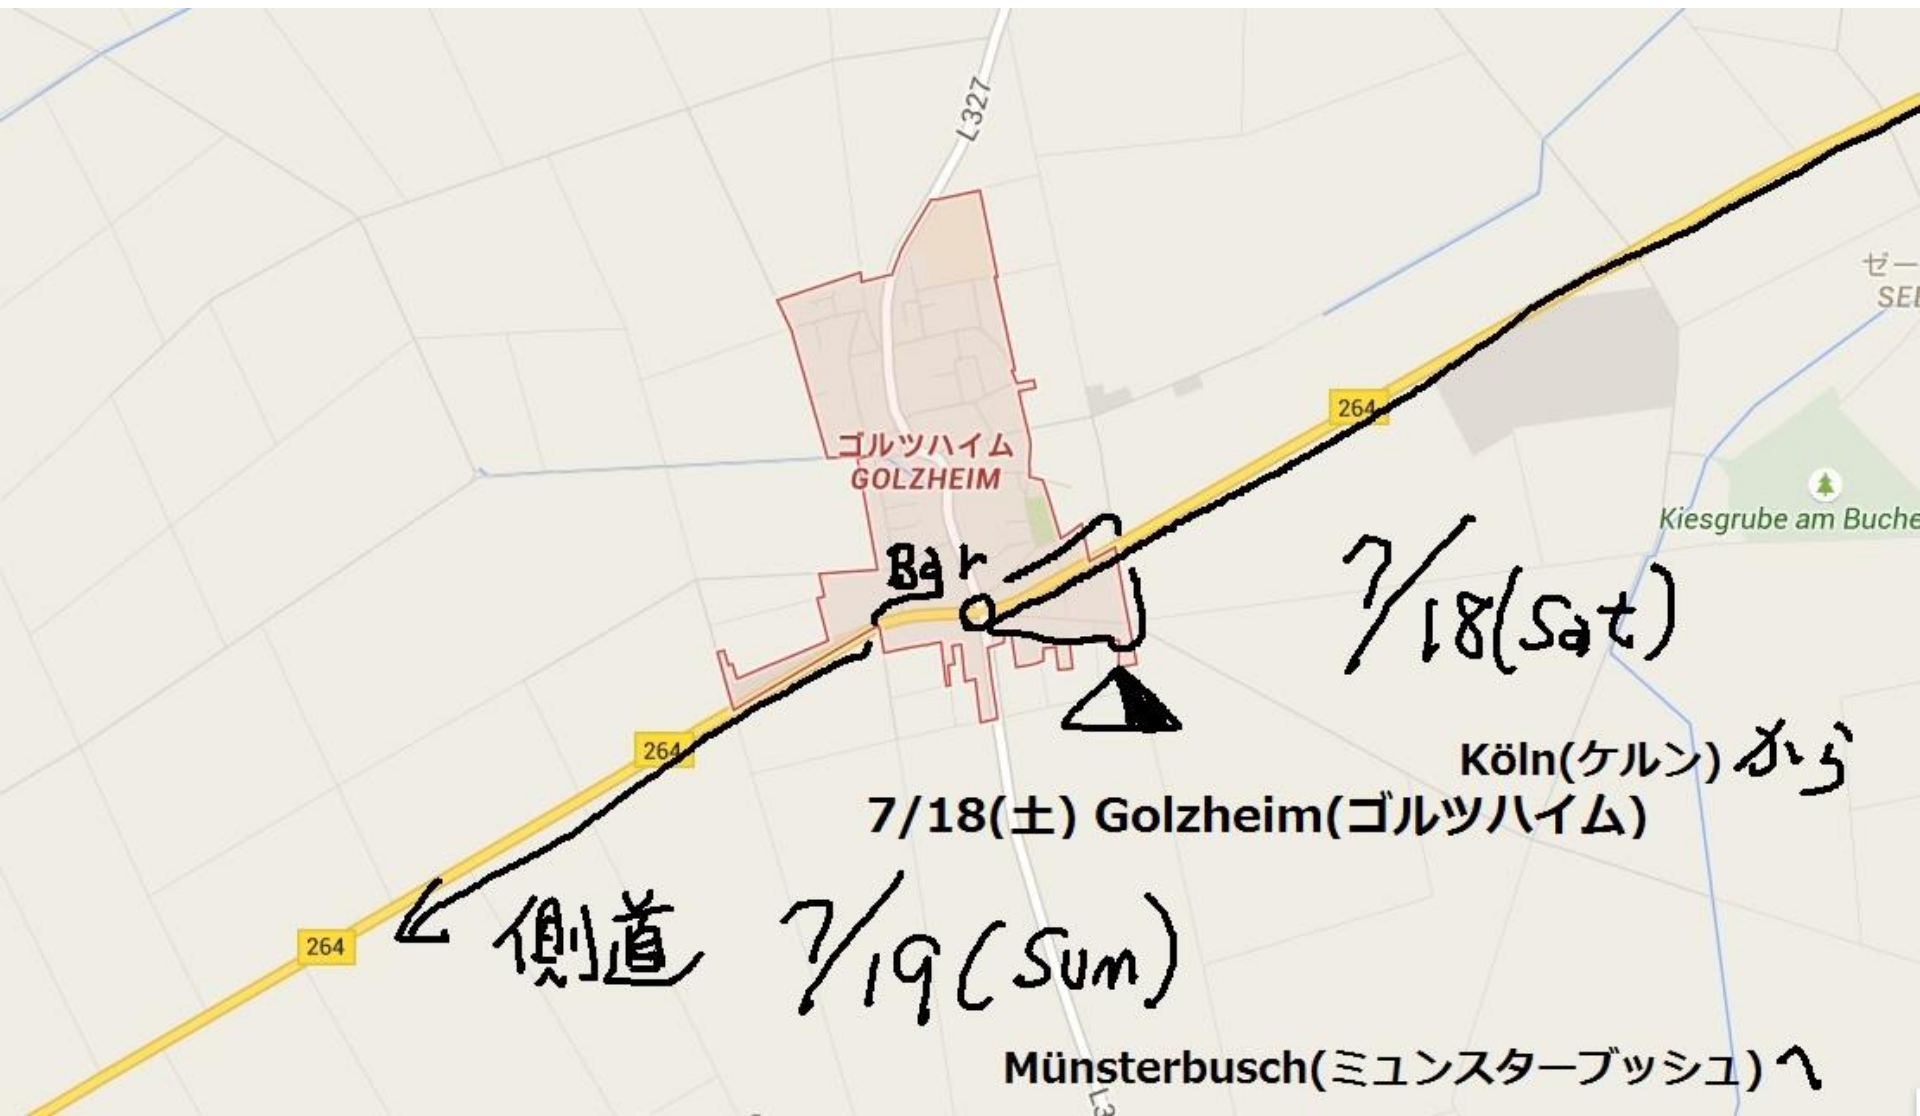 L327
ゼー
SEE
264
ゴルツハイム
GOLZHEIM
Kiesgrube am Buche
Bar
7/18(Sat)
264
Köln(ケルン)から
7/18(土) Golzheim(ゴルツハイム)
264
側道 7/19(Sun)
Münsterbusch(ミュンスターブッシュ)へ
L3